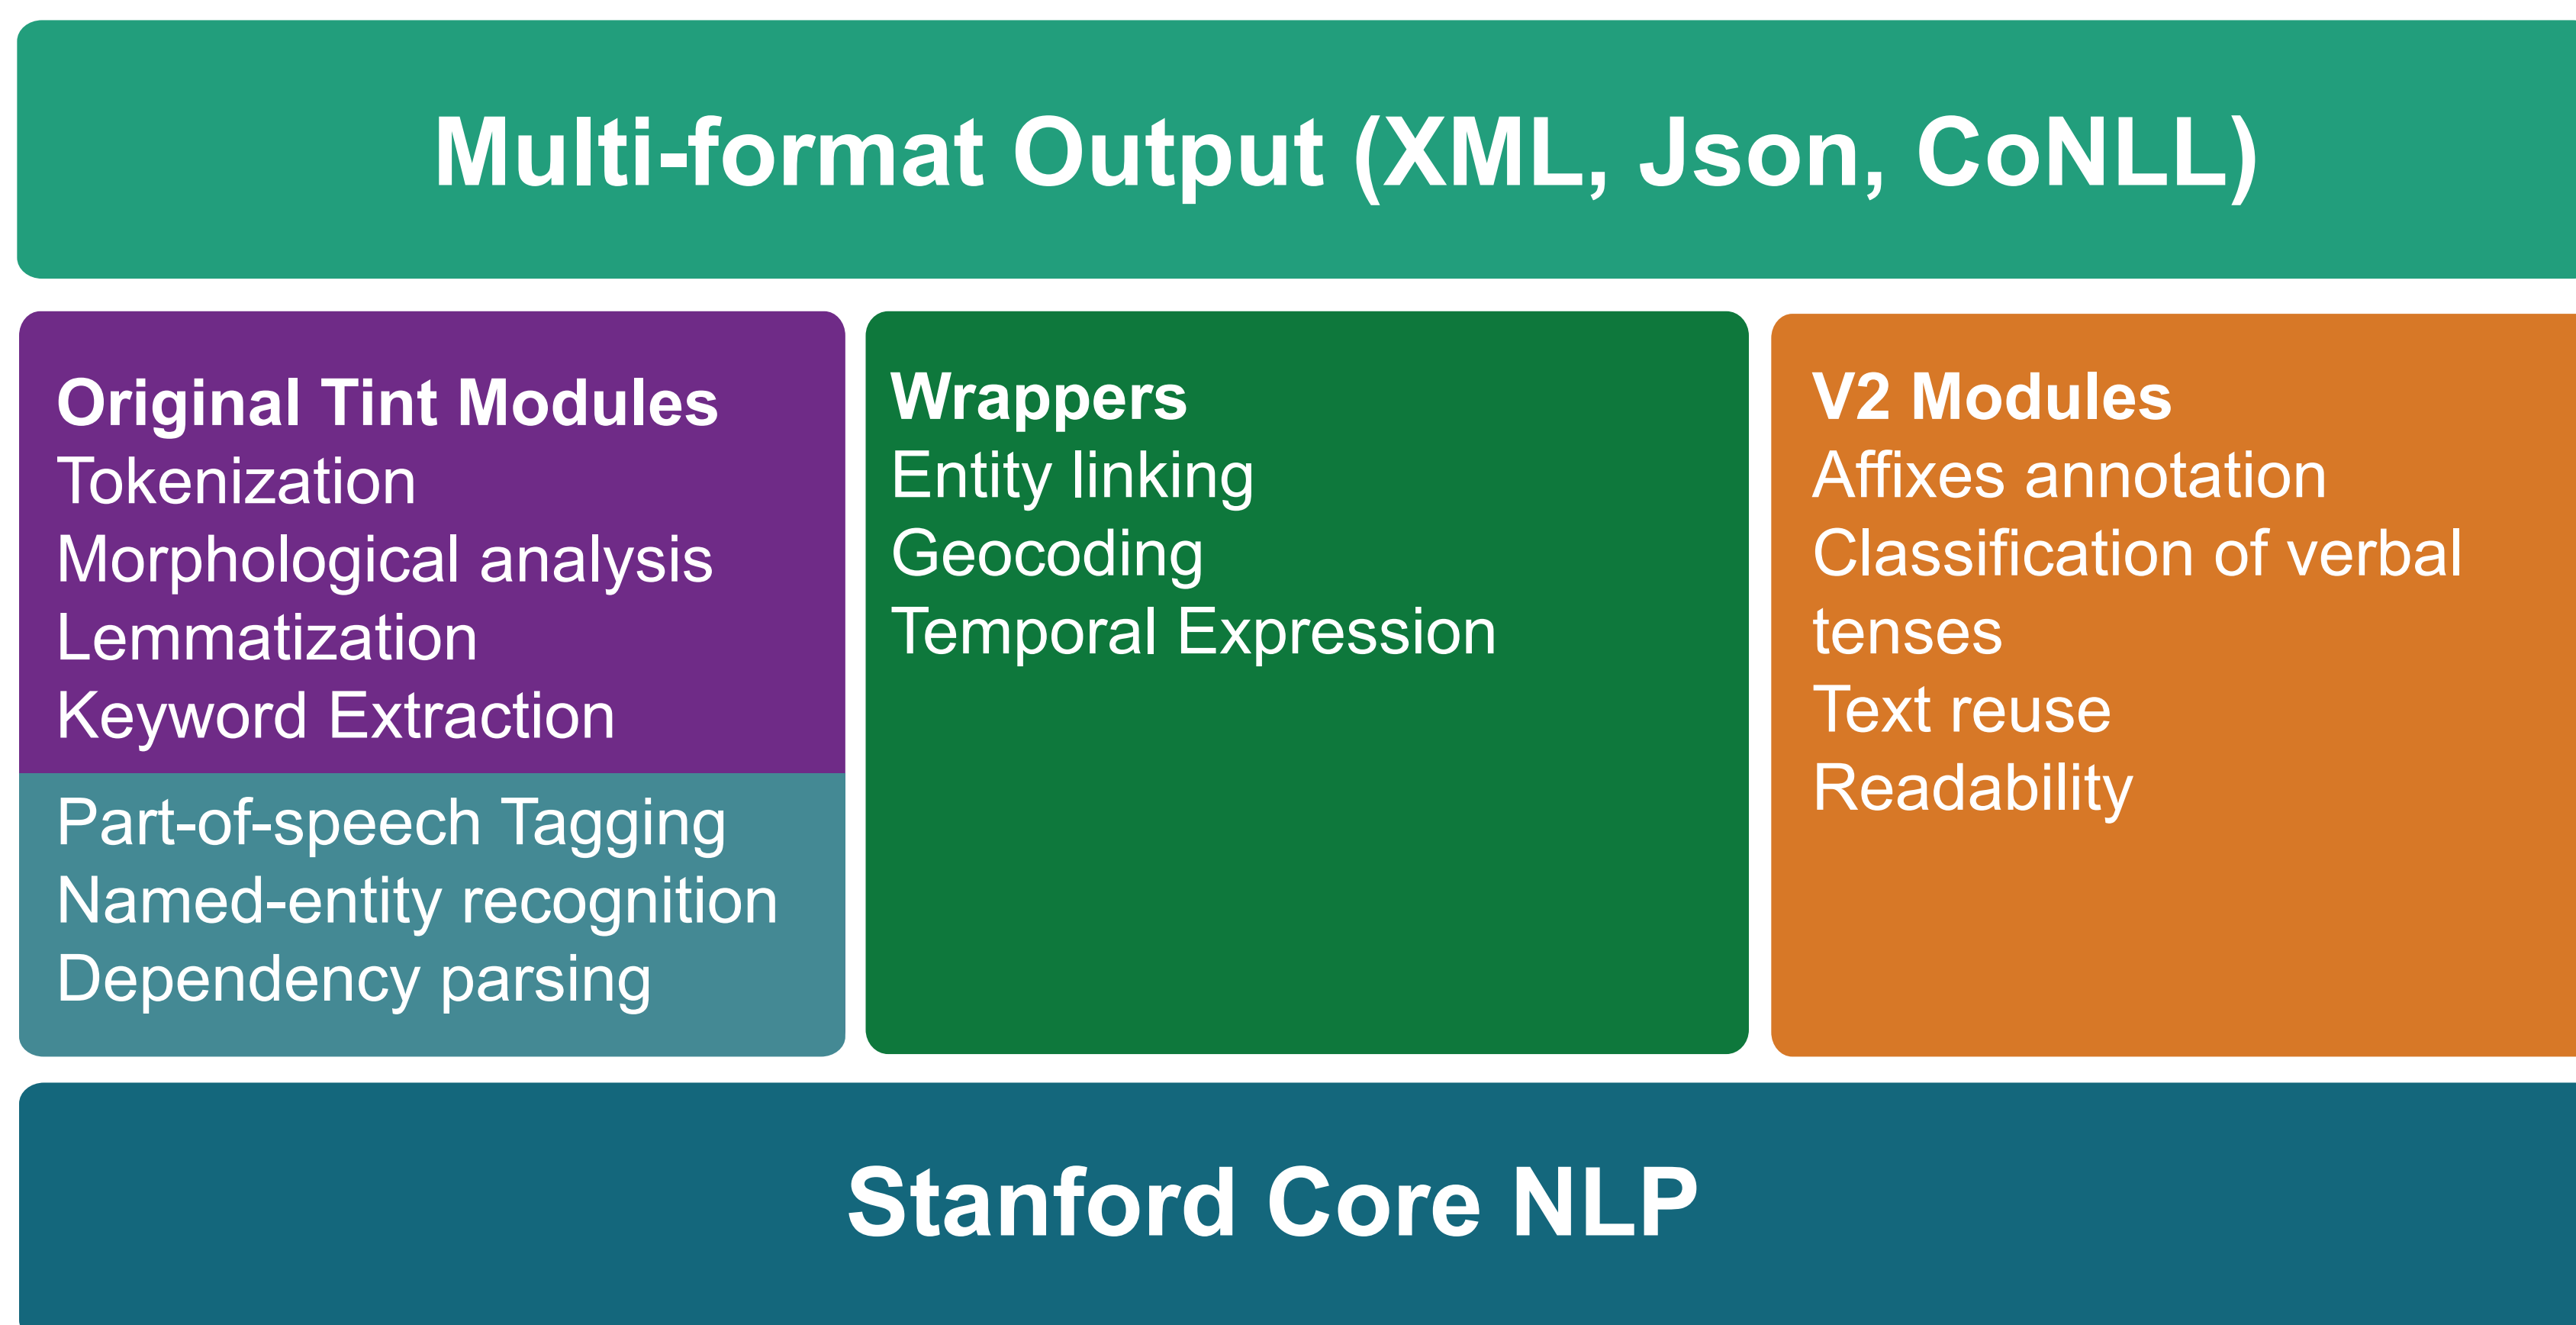 Multi-format Output (XML, Json, CoNLL)
Original Tint Modules
Tokenization
Morphological analysis
Lemmatization
Keyword Extraction
Part-of-speech Tagging
Named-entity recognition
Dependency parsing
Wrappers
Entity linking
Geocoding
Temporal Expression
V2 Modules
Affixes annotation
Classification of verbal
tenses
Text reuse
Readability
Stanford Core NLP